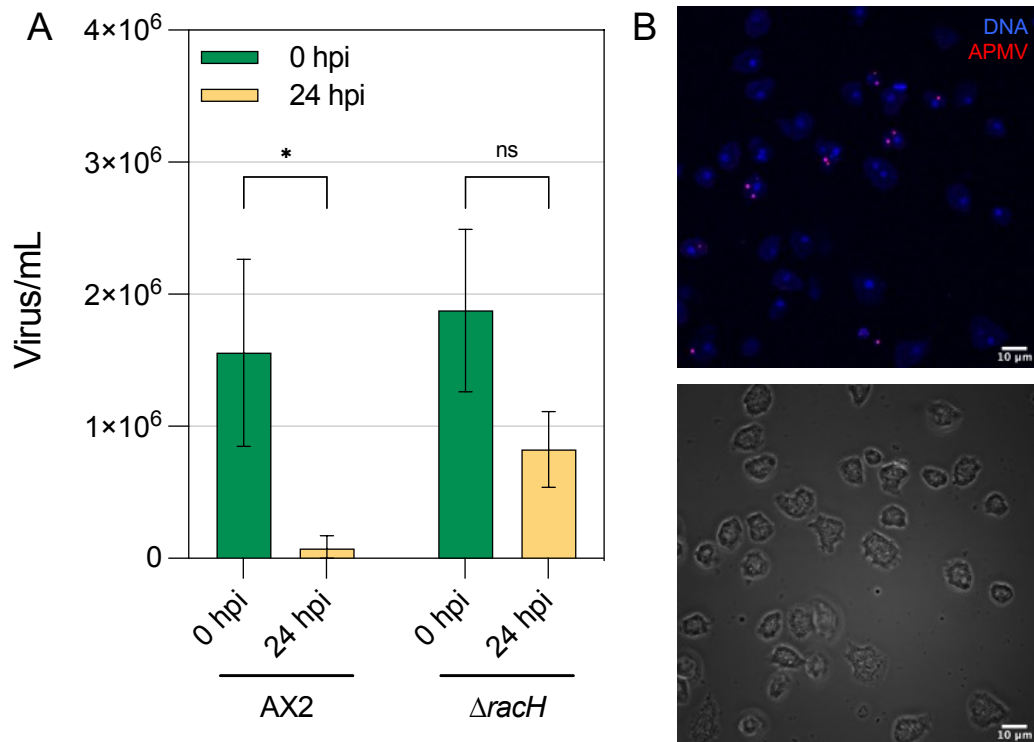 A
Virus/mL
4×10⁶
3×10⁶
2×10⁶
1×10⁶
0
0 hpi
24 hpi
*
ns
0 hpi
24 hpi
0 hpi
24 hpi
AX2
ΔracH
B
DNA
APMV
10 μm
10 μm